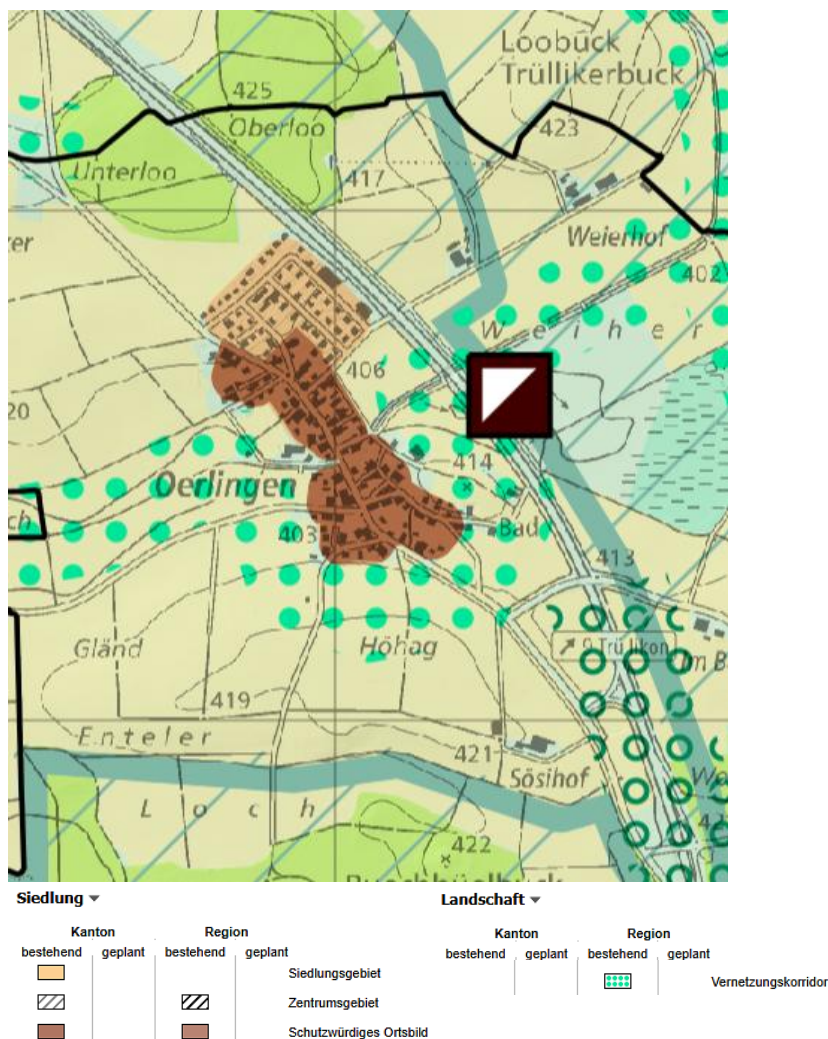 Loobuck
Trüllikerbuck
425
Oberloo
423
Unterloo
417
Weierhof
er
402
W e i h e r
406
20
414
Oerlingen
ch
Bad
403
413
Gländ
Höhag
Trüllikon
419
Enteler
421
Sösihof
L o c h
422
Siedlung
Landschaft
Kanton Region Kanton Region
bestehend geplant bestehend geplant bestehend geplant bestehend geplant
Siedlungsgebiet
Vernetzungskorridor
Zentrumsgebiet
Schutzwürdiges Ortsbild